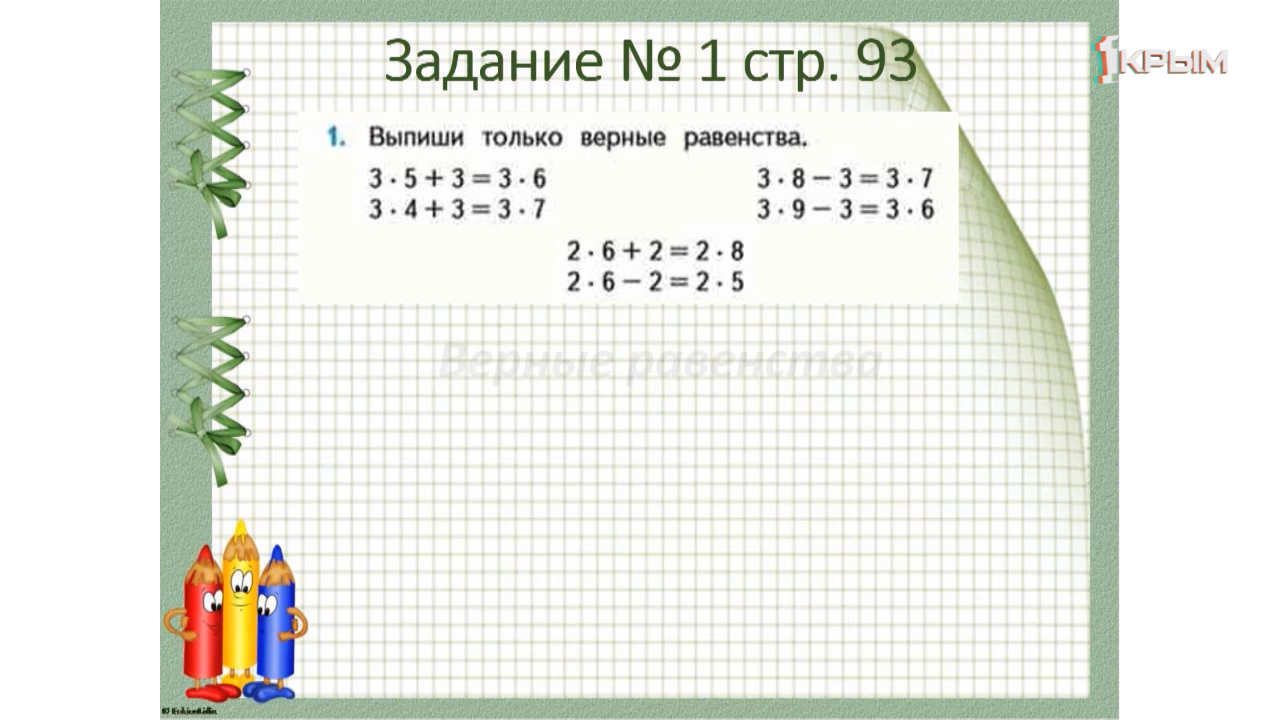 Задание № 1 стр. 93
1КРЫМ
1. Выпиши только верные равенства.
3 · 5 + 3 = 3 · 6
3 · 4 + 3 = 3 · 7
3 · 8 − 3 = 3 · 7
3 · 9 − 3 = 3 · 6
2 · 6 + 2 = 2 · 8
2 · 6 − 2 = 2 · 5
Верные равенства